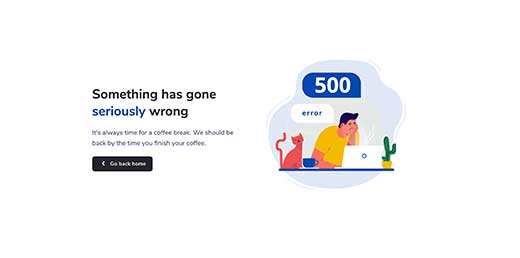 Something has gone
seriously wrong
It's always time for a coffee break. We should be
back by the time you finish your coffee.
Go back home
500
error